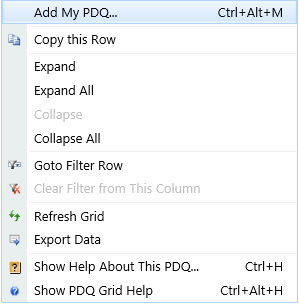 Add My PDQ... Ctrl+Alt+M
Copy this Row
Expand
Expand All
Collapse
Collapse All
Goto Filter Row
Clear Filter from This Column
Refresh Grid
Export Data
Show Help About This PDQ... Ctrl+H
Show PDQ Grid Help Ctrl+Alt+H